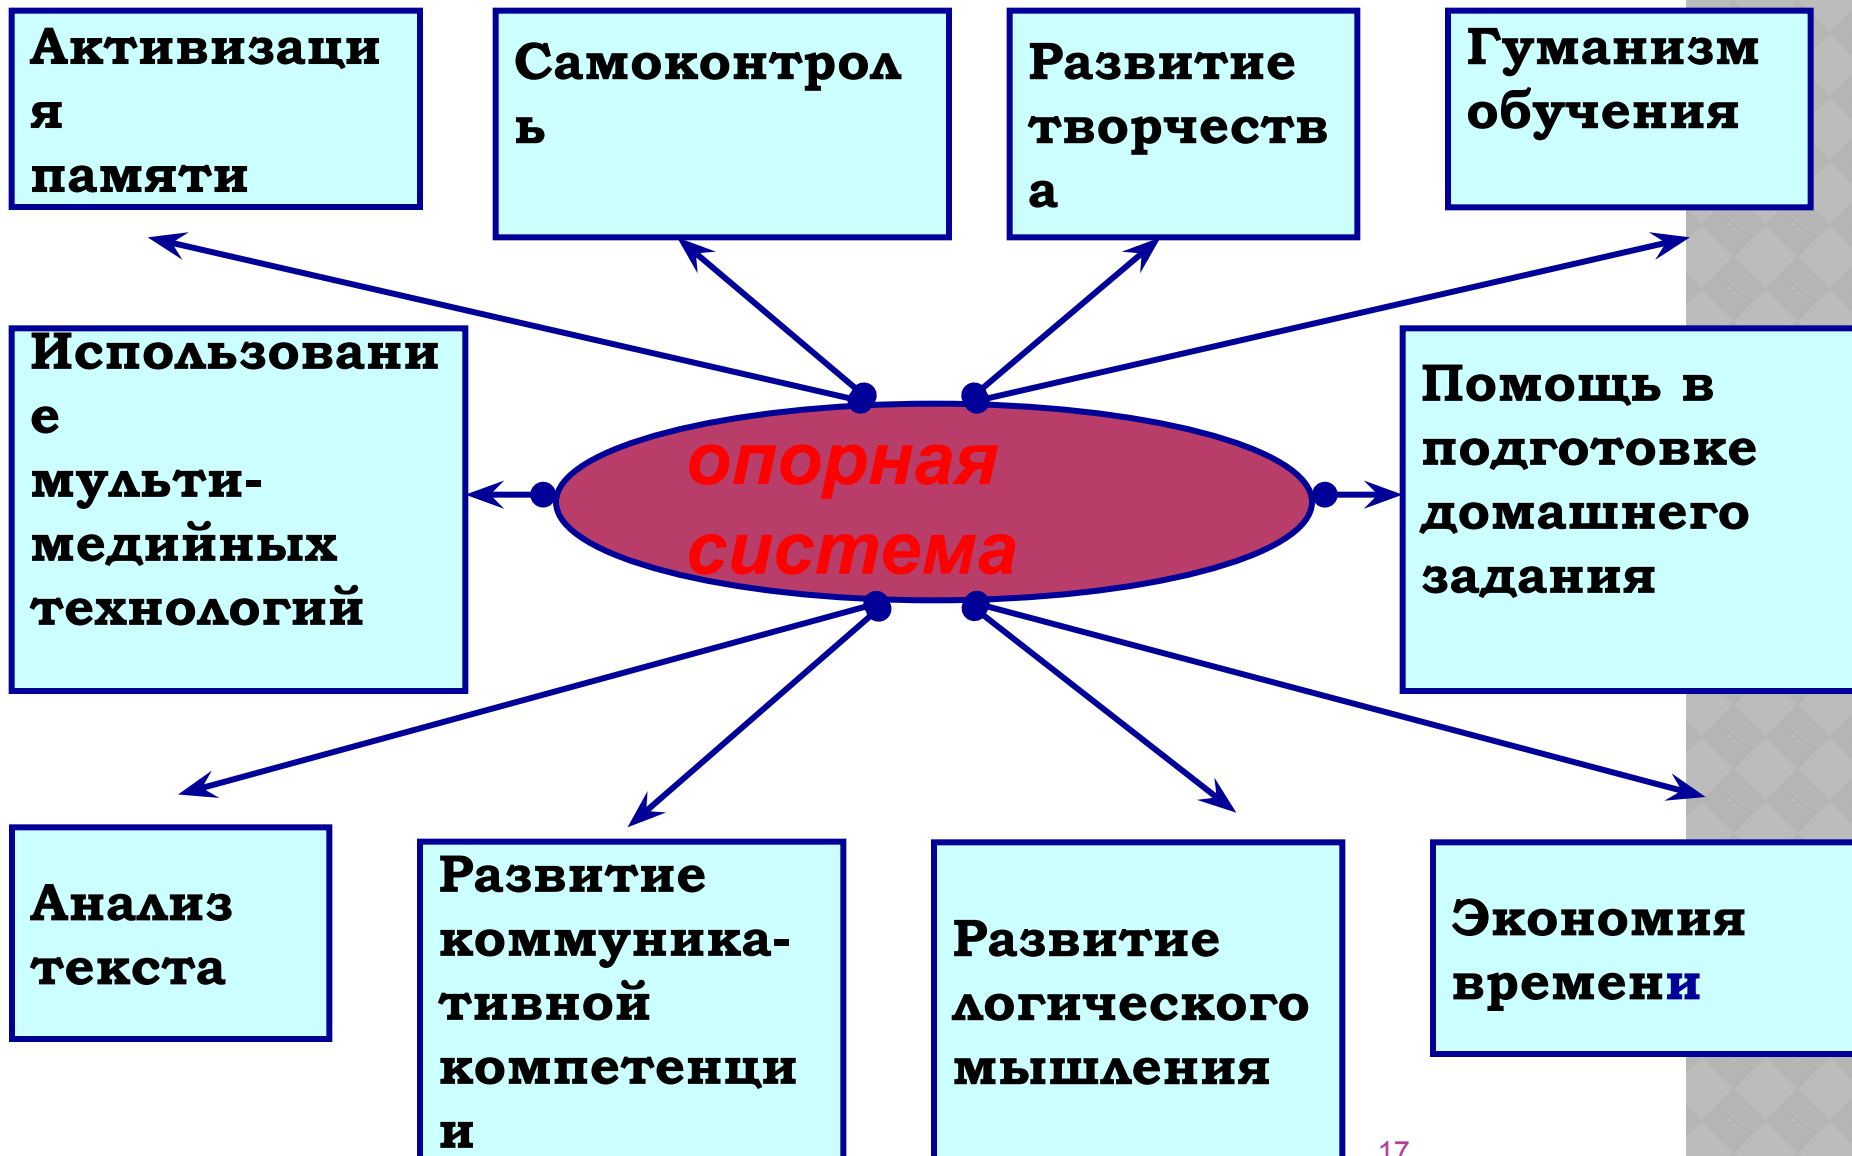 Активизаци
я
памяти
Самоконтрол
ь
Развитие
творчеств
а
Гуманизм
обучения
Использовани
е
мульти-
медийных
технологий
опорная
система
Помощь в
подготовке
домашнего
задания
Анализ
текста
Развитие
коммуника-
тивной
компетенци
и
Развитие
логического
мышления
Экономия
времени
17